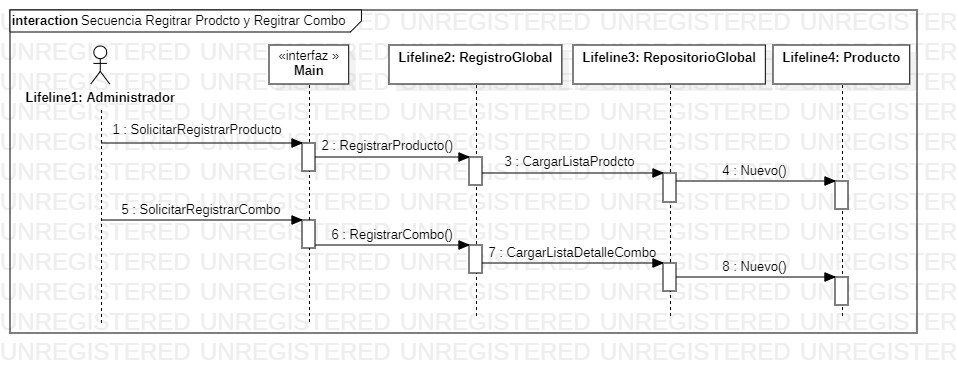 interaction Secuencia Regitrar Prodcto y Regitrar Combo
«interfaz »
Main
Lifeline2: RegistroGlobal
Lifeline3: RepositorioGlobal
Lifeline4: Producto
Lifeline1: Administrador
1 : SolicitarRegistrarProducto
2 : RegistrarProducto()
3 : CargarListaProdcto
4 : Nuevo()
5 : SolicitarRegistrarCombo
6 : RegistrarCombo()
7 : CargarListaDetalleCombo
8 : Nuevo()
UNREGISTERED UNREGISTERED UNREGISTERED UNREGISTERED UNREGISTERED